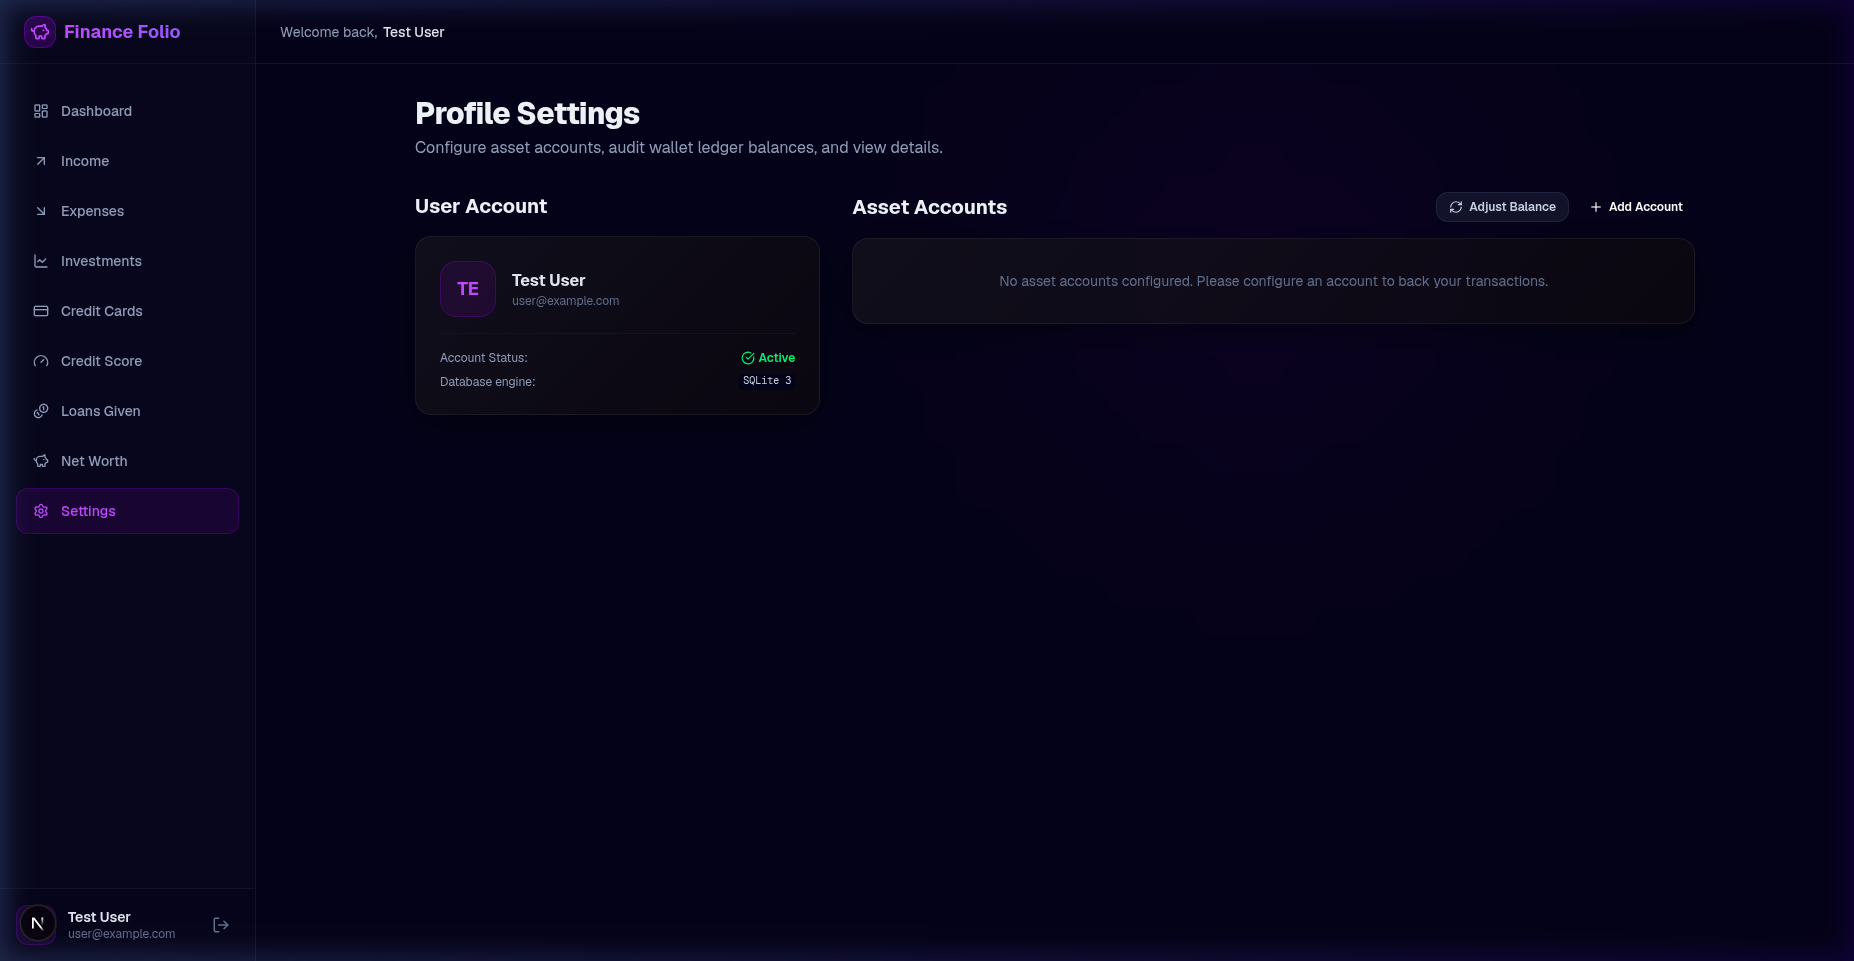 Finance Folio
Welcome back, Test User
Dashboard
Income
Expenses
Investments
Credit Cards
Credit Score
Loans Given
Net Worth
Settings
Profile Settings
Configure asset accounts, audit wallet ledger balances, and view details.
User Account
TE
Test User
user@example.com
Account Status: Active
Database engine: SQLite 3
Asset Accounts
Adjust Balance
Add Account
No asset accounts configured. Please configure an account to back your transactions.
N
Test User
user@example.com